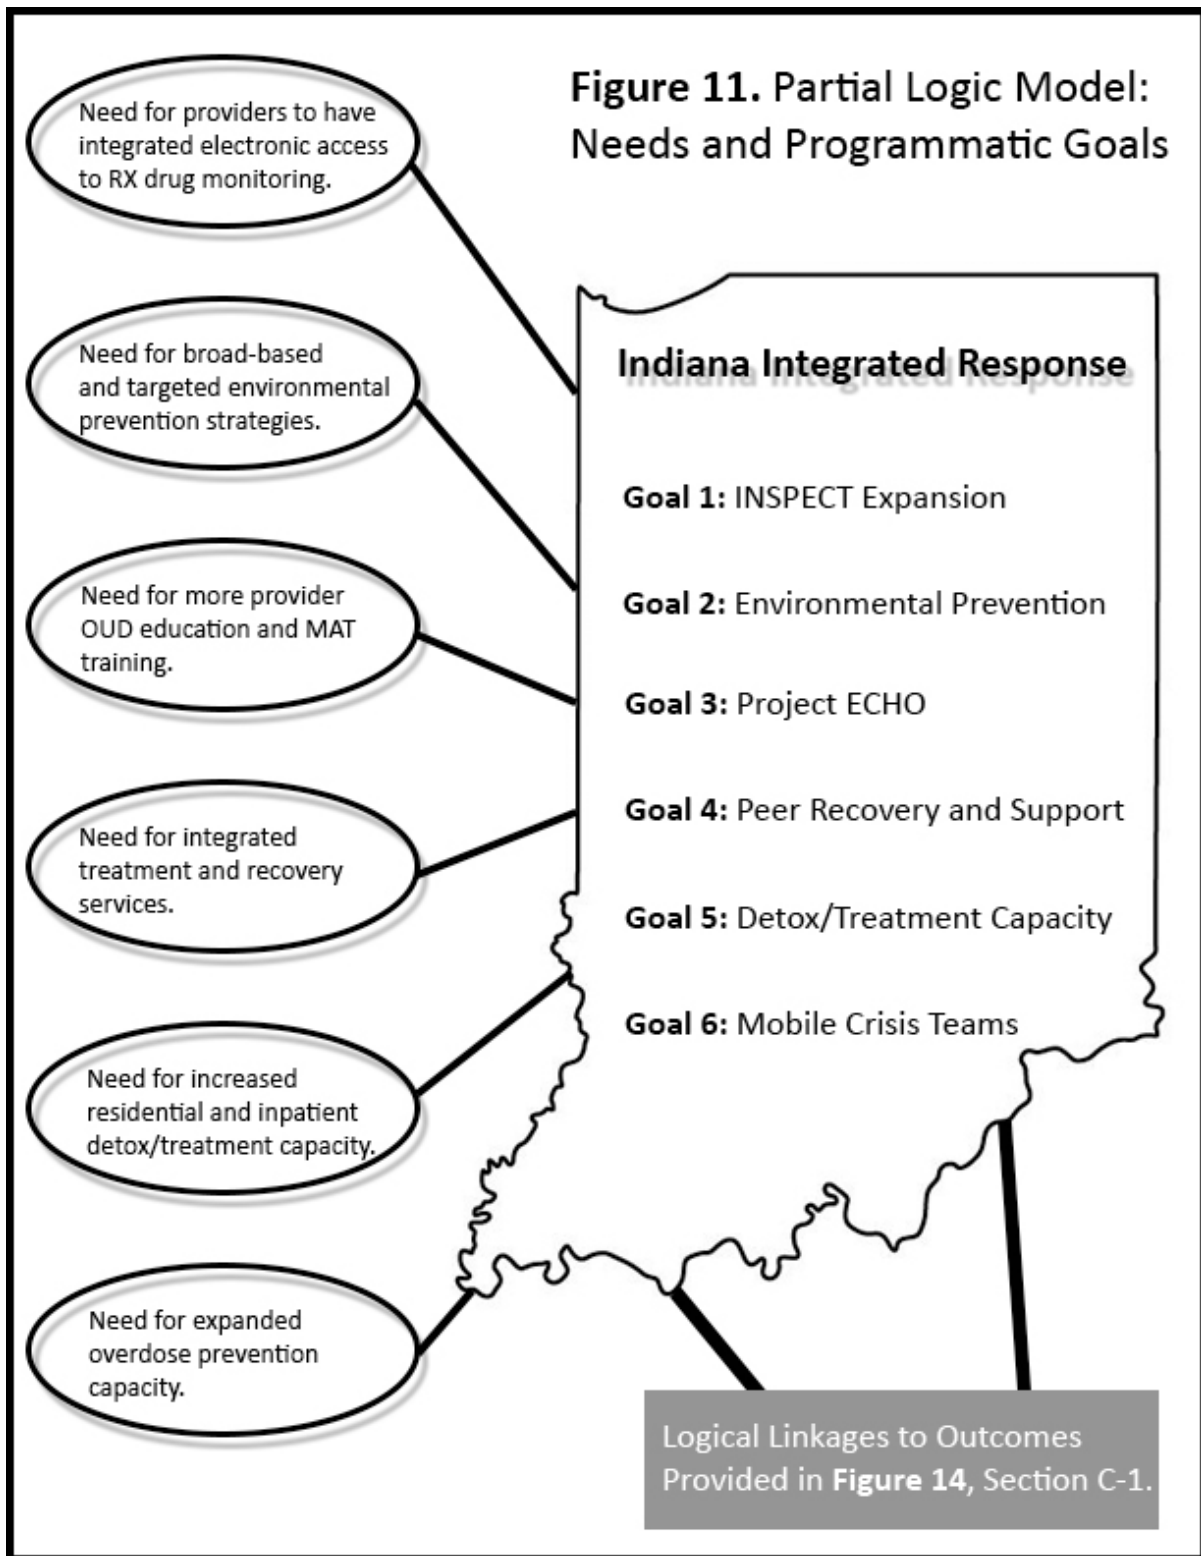 Figure 11. Partial Logic Model:
Needs and Programmatic Goals
Need for providers to have
integrated electronic access
to RX drug monitoring.
Need for broad-based
and targeted environmental
prevention strategies.
Need for more provider
OUD education and MAT
training.
Need for integrated
treatment and recovery
services.
Need for increased
residential and inpatient
detox/treatment capacity.
Need for expanded
overdose prevention
capacity.
Indiana Integrated Response
Goal 1: INSPECT Expansion
Goal 2: Environmental Prevention
Goal 3: Project ECHO
Goal 4: Peer Recovery and Support
Goal 5: Detox/Treatment Capacity
Goal 6: Mobile Crisis Teams
Logical Linkages to Outcomes
Provided in Figure 14, Section C-1.